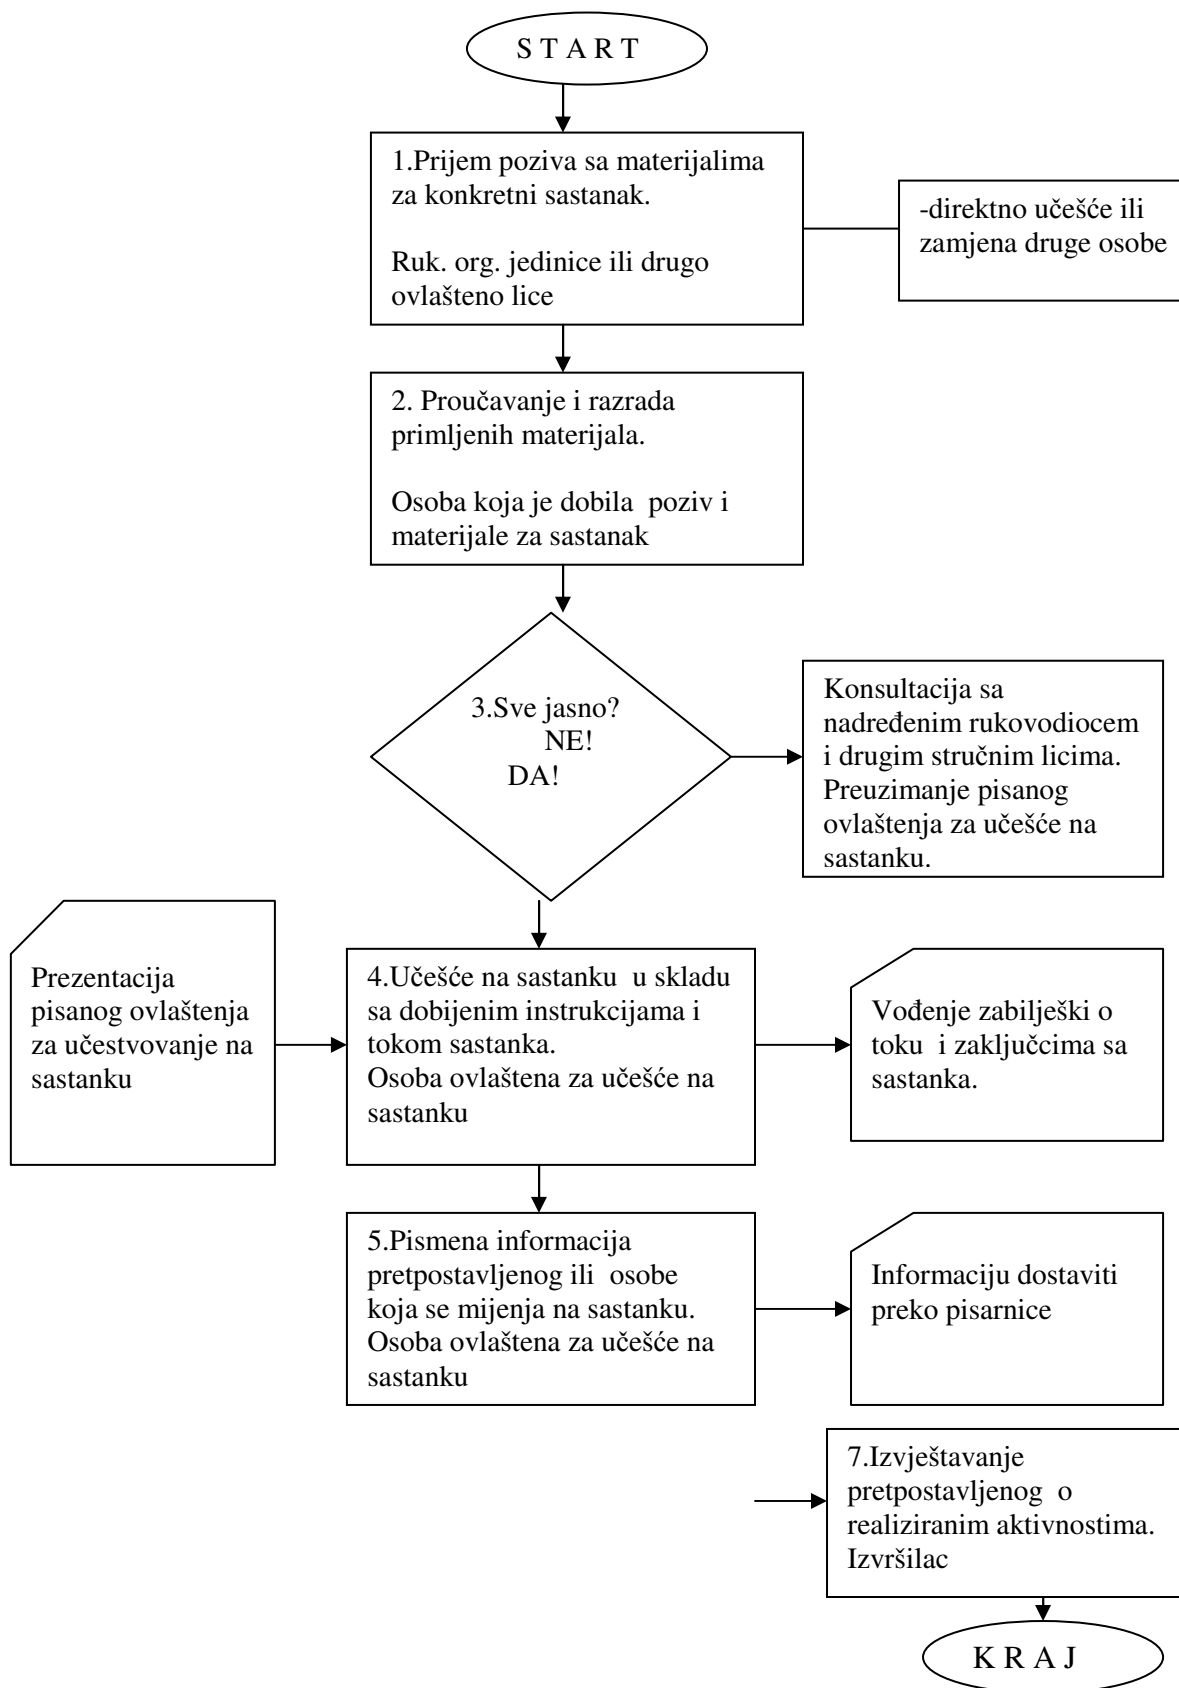 S T A R T
1.Prijem poziva sa materijalima
za konkretni sastanak.
Ruk. org. jedinice ili drugo
ovlašteno lice
-direktno učešće ili
zamjena druge osobe
2. Proučavanje i razrada
primljenih materijala.
Osoba koja je dobila  poziv i
materijale za sastanak
3.Sve jasno?
NE!
DA!
Konsultacija sa
nadređenim rukovodiocem
i drugim stručnim licima.
Preuzimanje pisanog
ovlaštenja za učešće na
sastanku.
Prezentacija
pisanog ovlaštenja
za učestvovanje na
sastanku
4.Učešće na sastanku  u skladu
sa dobijenim instrukcijama i
tokom sastanka.
Osoba ovlaštena za učešće na
sastanku
Vođenje zabilješki o
toku  i zaključcima sa
sastanka.
5.Pismena informacija
pretpostavljenog ili  osobe
koja se mijenja na sastanku.
Osoba ovlaštena za učešće na
sastanku
Informaciju dostaviti
preko pisarnice
7.Izvještavanje
pretpostavljenog  o
realiziranim aktivnostima.
Izvršilac
K R A J